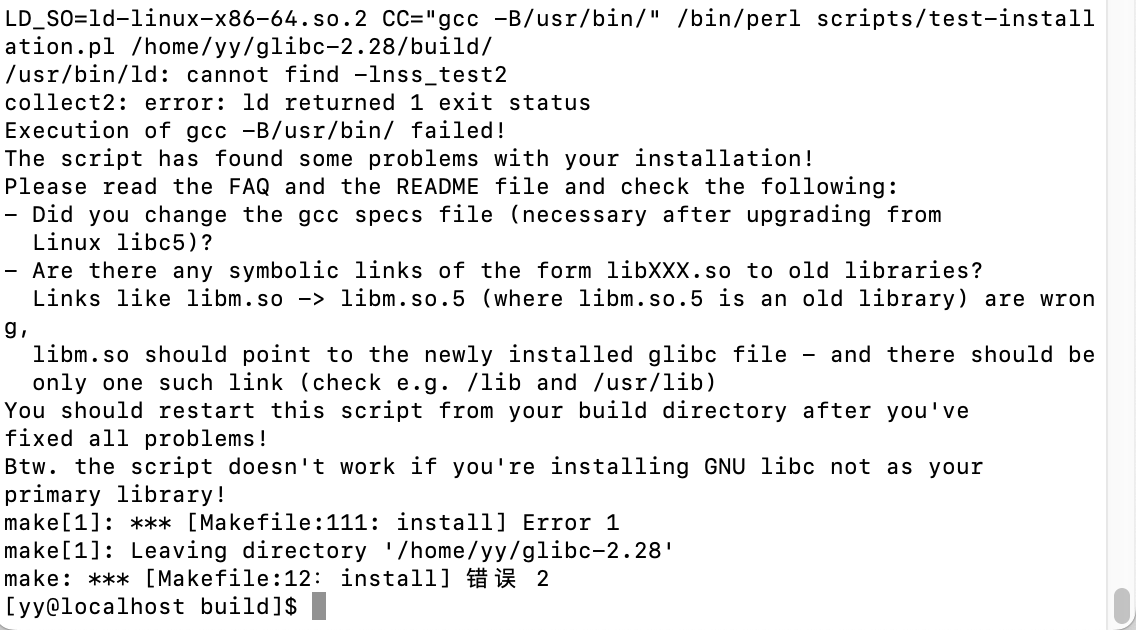 LD_SO=ld-linux-x86-64.so.2 CC="gcc -B/usr/bin/" /bin/perl scripts/test-install
ation.pl /home/yy/glibc-2.28/build/
/usr/bin/ld: cannot find -lnss_test2
collect2: error: ld returned 1 exit status
Execution of gcc -B/usr/bin/ failed!
The script has found some problems with your installation!
Please read the FAQ and the README file and check the following:
- Did you change the gcc specs file (necessary after upgrading from
  Linux libc5)?
- Are there any symbolic links of the form libXXX.so to old libraries?
  Links like libm.so -> libm.so.5 (where libm.so.5 is an old library) are wron
g,
  libm.so should point to the newly installed glibc file - and there should be
  only one such link (check e.g. /lib and /usr/lib)
You should restart this script from your build directory after you've
fixed all problems!
Btw. the script doesn't work if you're installing GNU libc not as your
primary library!
make[1]: *** [Makefile:111: install] Error 1
make[1]: Leaving directory '/home/yy/glibc-2.28'
make: *** [Makefile:12：install] 错误 2
[yy@localhost build]$